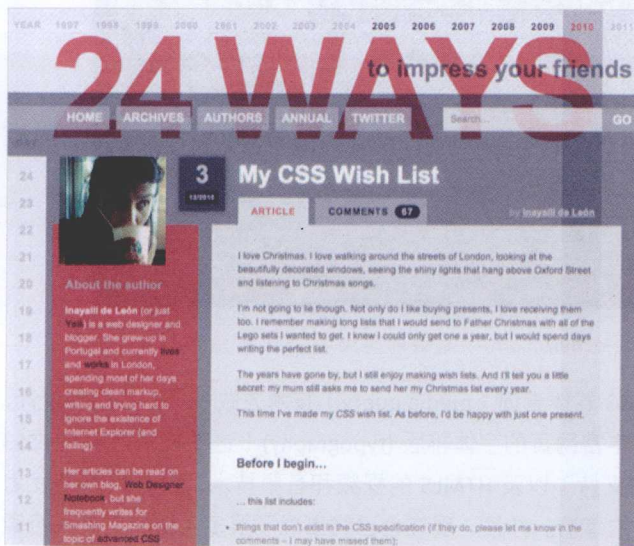 YEAR 1997 1998 1999 2000 2001 2002 2003 2004 2005 2006 2007 2008 2009 2010 2011
24 WAYS
to impress your friends
HOME ARCHIVES AUTHORS ANNUAL TWITTER Search... GO
24
23
22
21
20
19
18
17
16
15
14
13
12
11
3
12/2010
My CSS Wish List
ARTICLE COMMENTS 67
by Inayaili de León
About the author
Inayaili de León (or just
Yaili) is a web designer and
blogger. She grew-up in
Portugal and currently lives
and works in London,
spending most of her days
creating clean markup,
writing and trying hard to
ignore the existence of
Internet Explorer (and
failing).
Her articles can be read on
her own blog, Web Designer
Notebook, but she
frequently writes for
Smashing Magazine on the
topic of advanced CSS
I love Christmas. I love walking around the streets of London, looking at the
beautifully decorated windows, seeing the shiny lights that hang above Oxford Street
and listening to Christmas songs.
I'm not going to lie though. Not only do I like buying presents, I love receiving them
too. I remember making long lists that I would send to Father Christmas with all of the
Lego sets I wanted to get. I knew I could only get one a year, but I would spend days
writing the perfect list.
The years have gone by, but I still enjoy making wish lists. And I'll tell you a little
secret: my mum still asks me to send her my Christmas list every year.
This time I've made my CSS wish list. As before, I'd be happy with just one present.
Before I begin…
… this list includes:
• things that don't exist in the CSS specification (if they do, please let me know in the
comments – I may have missed them);